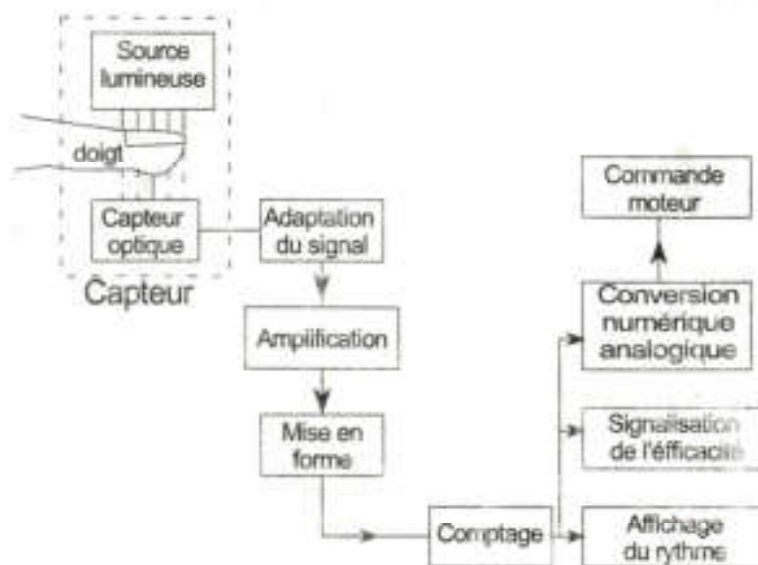 Source
lumineuse
doigt
Capteur
optique
Capteur
Adaptation
du signal
Amplification
Mise en
forme
Comptage
Commande
moteur
Conversion
numérique
analogique
Signalisation
de l'éfficacité
Affichage
du rythme